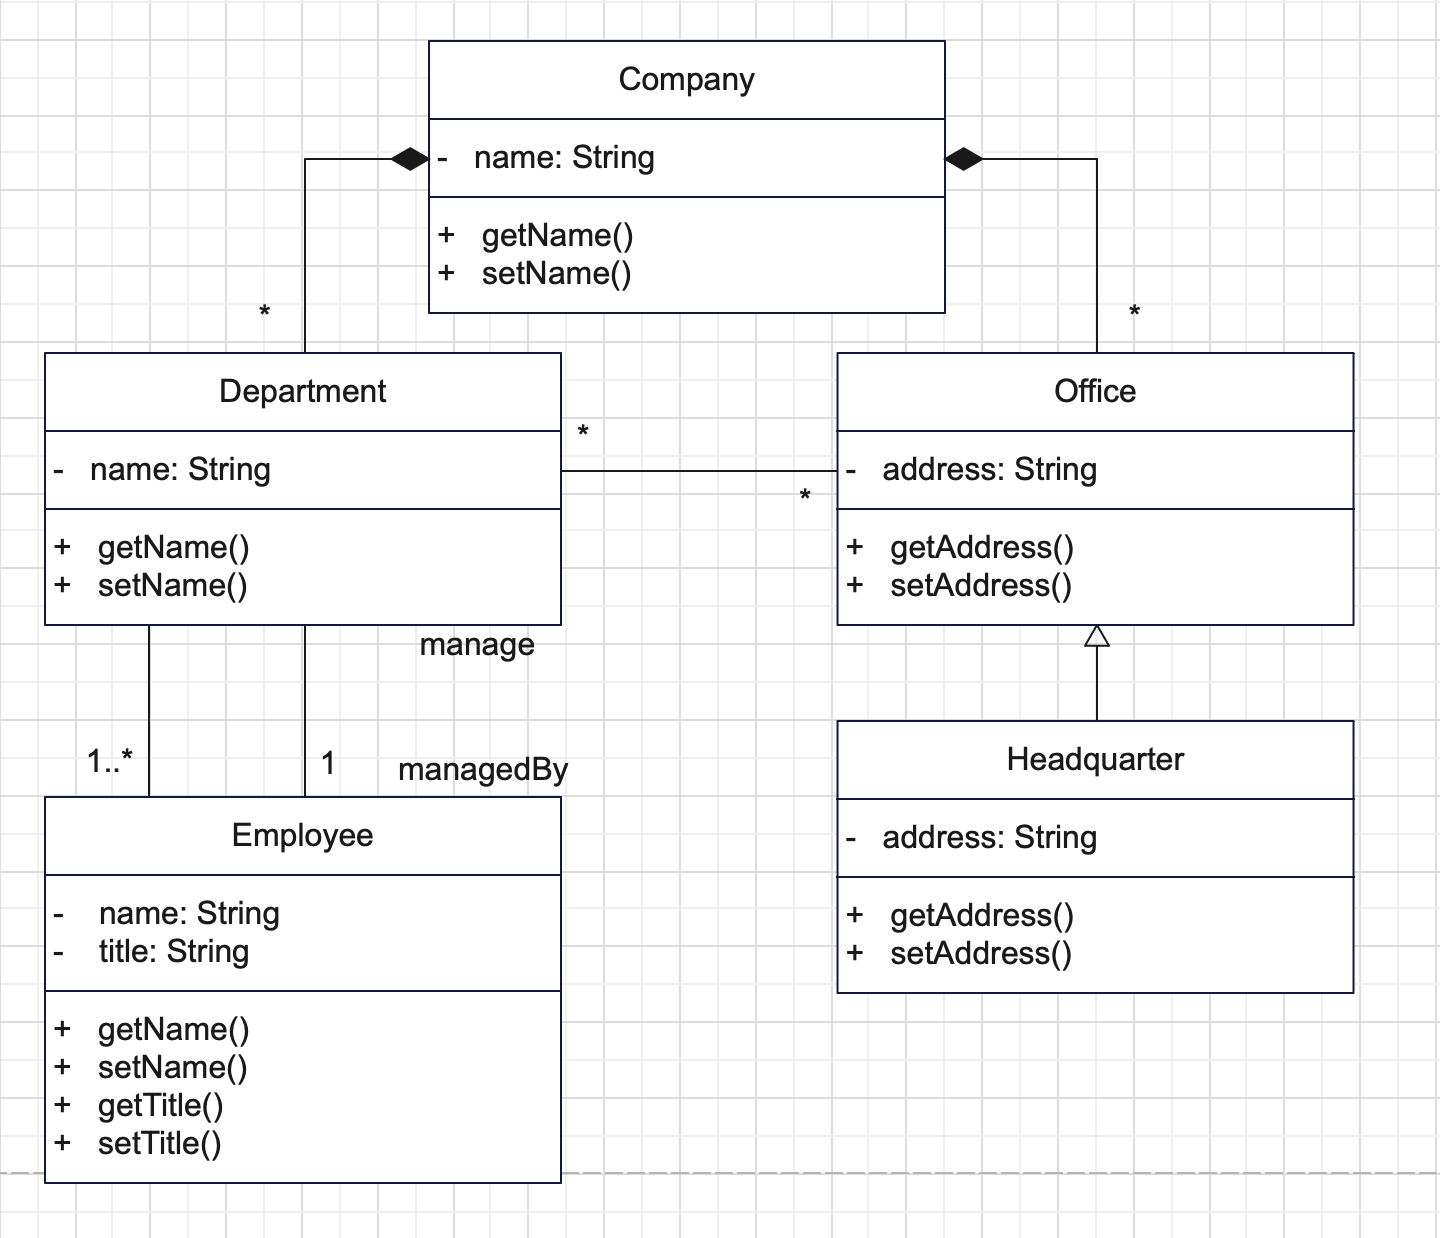 Company
- name: String
+ getName()
+ setName()
*
*
Department
- name: String
+ getName()
+ setName()
*
*
Office
- address: String
+ getAddress()
+ setAddress()
manage
1..*
1
managedBy
Employee
- name: String
- title: String
+ getName()
+ setName()
+ getTitle()
+ setTitle()
Headquarter
- address: String
+ getAddress()
+ setAddress()